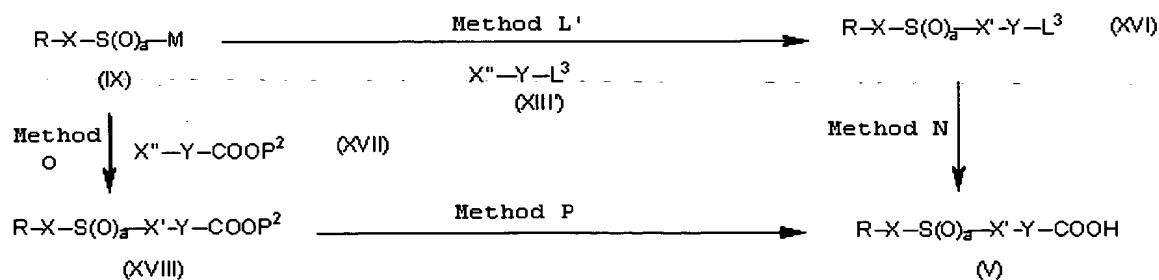 R-X-S(O)a-M Method L' R-X-S(O)a-X'-Y-L³ (XVI)
(IX) X"-Y-L³
(XIII')
Method O X"-Y-COOP² (XVII) Method N
R-X-S(O)a-X'-Y-COOP² Method P R-X-S(O)a-X'-Y-COOH
(XVIII) (V)